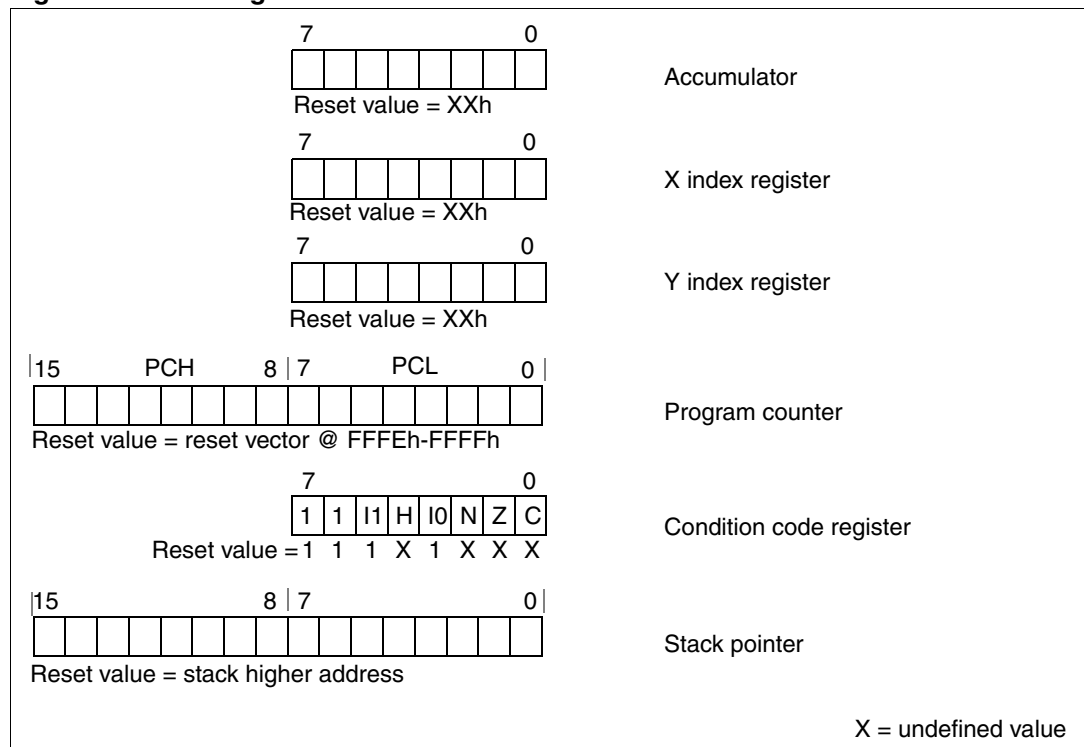 7 0
Accumulator
Reset value = XXh
7 0
X index register
Reset value = XXh
7 0
Y index register
Reset value = XXh
15 PCH 8 7 PCL 0
Program counter
Reset value = reset vector @ FFFEh-FFFFh
7 0
1 1 I1 H I0 N Z C
Condition code register
Reset value = 1 1 1 X 1 X X X
15 8 7 0
Stack pointer
Reset value = stack higher address
X = undefined value